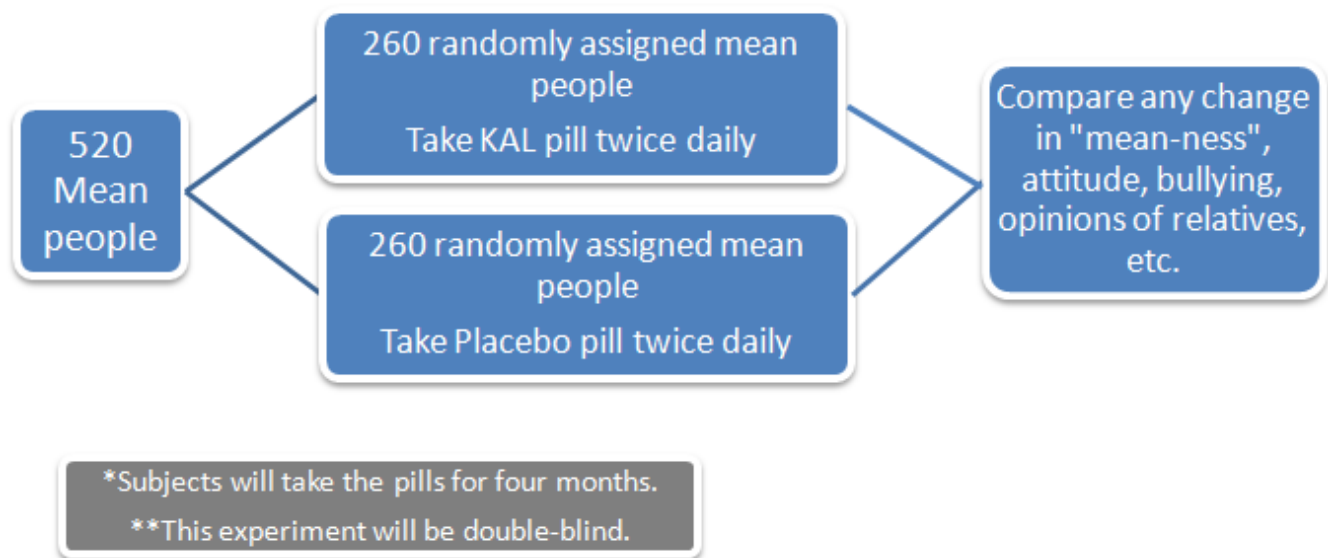 520
Mean
people
260 randomly assigned mean
people
Take KAL pill twice daily
260 randomly assigned mean
people
Take Placebo pill twice daily
Compare any change
in "mean-ness",
attitude, bullying,
opinions of relatives,
etc.
*Subjects will take the pills for four months.
**This experiment will be double-blind.